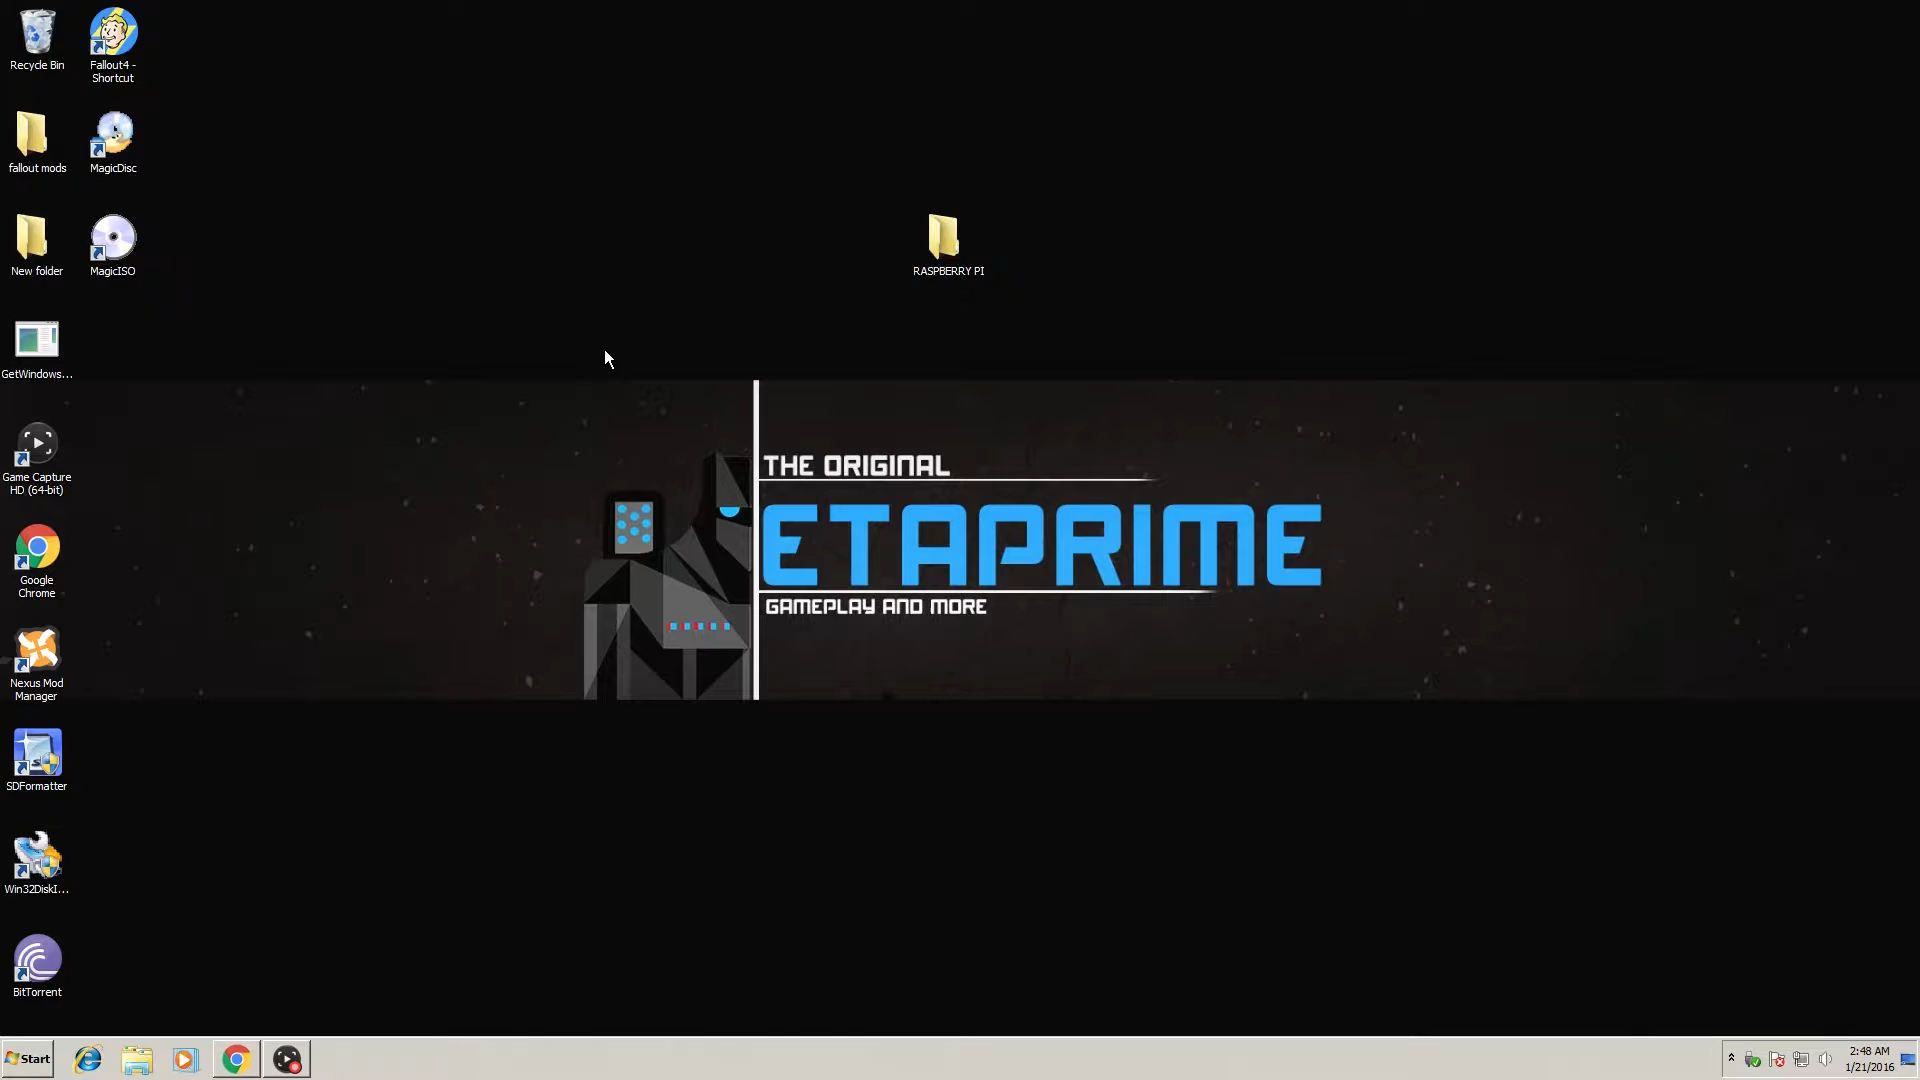 Recycle Bin
Fallout4 -
Shortcut
fallout mods
MagicDisc
New folder
MagicISO
RASPBERRY PI
GetWindows...
Game Capture
HD (64-bit)
Google
Chrome
Nexus Mod
Manager
SDFormatter
Win32DiskI...
BitTorrent
THE ORIGINAL
ETAPRIME
GAMEPLAY AND MORE
Start
2:48 AM
1/21/2016